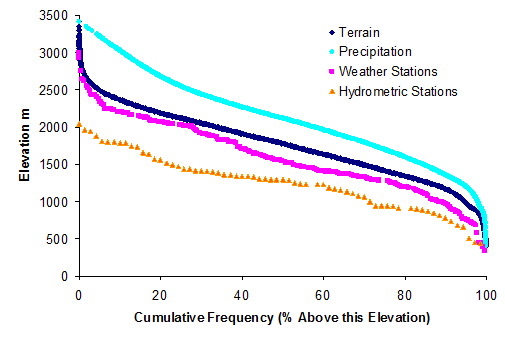 3500
3000
2500
2000
1500
1000
500
0
Elevation m
Terrain
Precipitation
Weather Stations
Hydrometric Stations
0 20 40 60 80 100
Cumulative Frequency (% Above this Elevation)